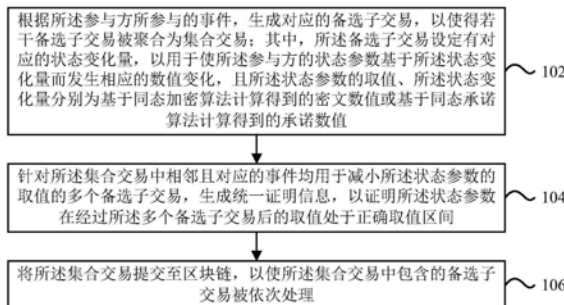 根据所述参与方所参与的事件，生成对应的备选子交易，以使得若
干备选子交易被聚合为集合交易；其中，所述备选子交易设定有对
应的状态变化量，以用于使所述参与方的状态参数基于所述状态变
化量而发生相应的数值变化，且所述状态参数的取值、所述状态变
化量分别为基于同态加密算法计算得到的密文数值或基于同态承诺
算法计算得到的承诺数值
102
针对所述集合交易中相邻且对应的事件均用于减小所述状态参数的
取值的多个备选子交易，生成统一证明信息，以证明所述状态参数
在经过所述多个备选子交易后的取值处于正确取值区间
104
将所述集合交易提交至区块链，以使所述集合交易中包含的备选子
交易被依次处理
106